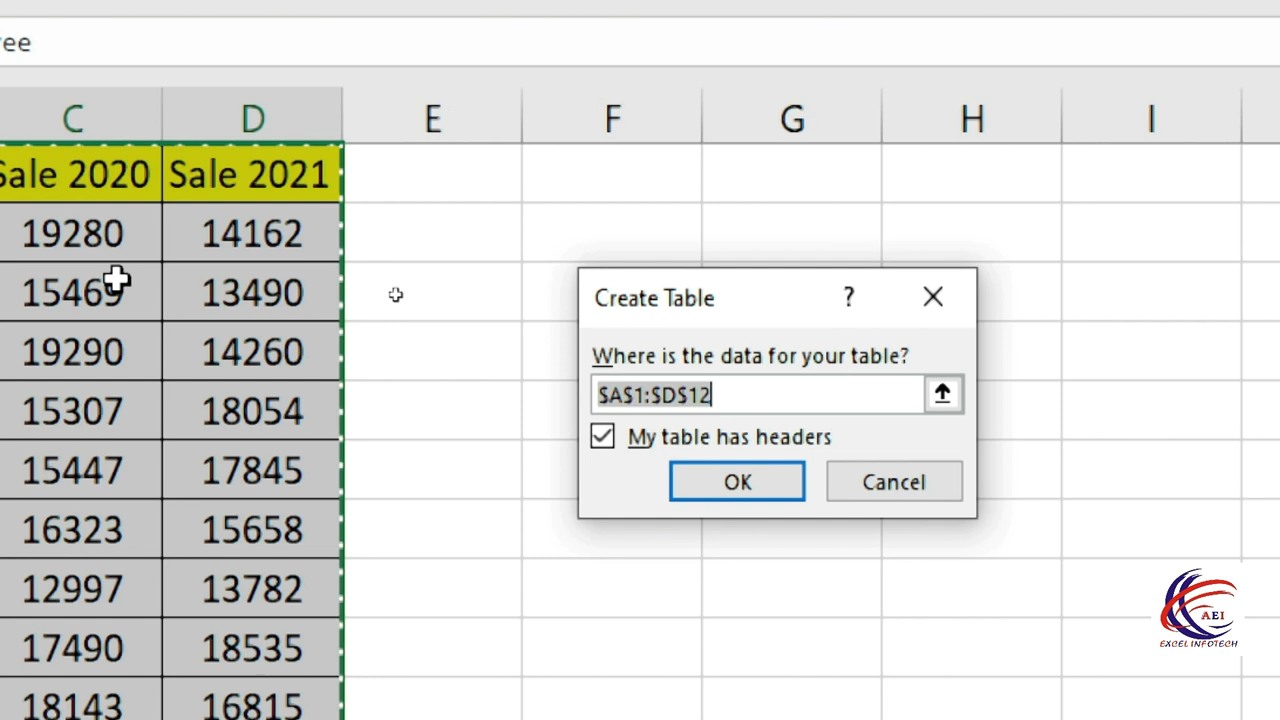 ree
C D E F G H I
Sale 2020 Sale 2021
19280 14162
15469 13490
19290 14260
15307 18054
15447 17845
16323 15658
12997 13782
17490 18535
18143 16815
Create Table ?
Where is the data for your table?
$A$1:$D$12
My table has headers
OK Cancel
AEI
EXCEL INFOTECH